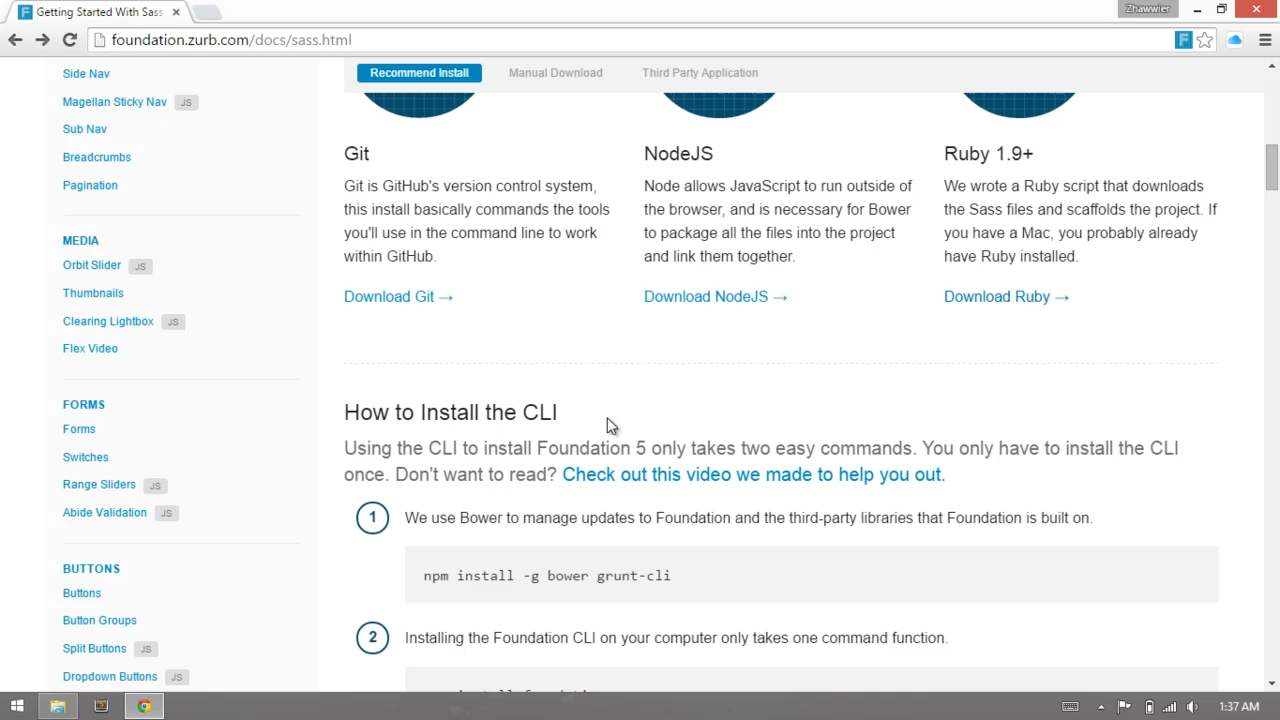 Getting Started With Sass
Zhawwier
foundation.zurb.com/docs/sass.html
Side Nav
Magellan Sticky Nav JS
Sub Nav
Breadcrumbs
Pagination
MEDIA
Orbit Slider JS
Thumbnails
Clearing Lightbox JS
Flex Video
FORMS
Forms
Switches
Range Sliders JS
Abide Validation JS
BUTTONS
Buttons
Button Groups
Split Buttons JS
Dropdown Buttons JS
Recommend Install Manual Download Third Party Application
Git
Git is GitHub's version control system,
this install basically commands the tools
you'll use in the command line to work
within GitHub.
Download Git →
NodeJS
Node allows JavaScript to run outside of
the browser, and is necessary for Bower
to package all the files into the project
and link them together.
Download NodeJS →
Ruby 1.9+
We wrote a Ruby script that downloads
the Sass files and scaffolds the project. If
you have a Mac, you probably already
have Ruby installed.
Download Ruby →
How to Install the CLI
Using the CLI to install Foundation 5 only takes two easy commands. You only have to install the CLI
once. Don't want to read? Check out this video we made to help you out.
1 We use Bower to manage updates to Foundation and the third-party libraries that Foundation is built on.
npm install -g bower grunt-cli
2 Installing the Foundation CLI on your computer only takes one command function.
1:37 AM